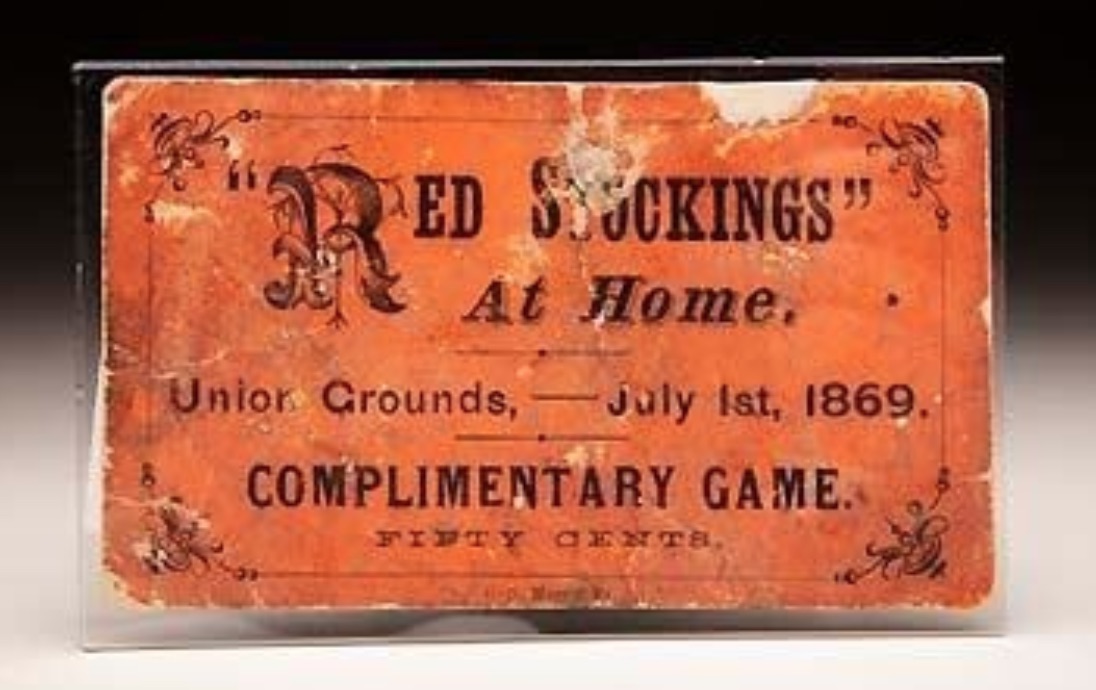 "RED STOCKINGS"
At Home.
Union Grounds, — July 1st, 1869.
COMPLIMENTARY GAME.
FIFTY CENTS.